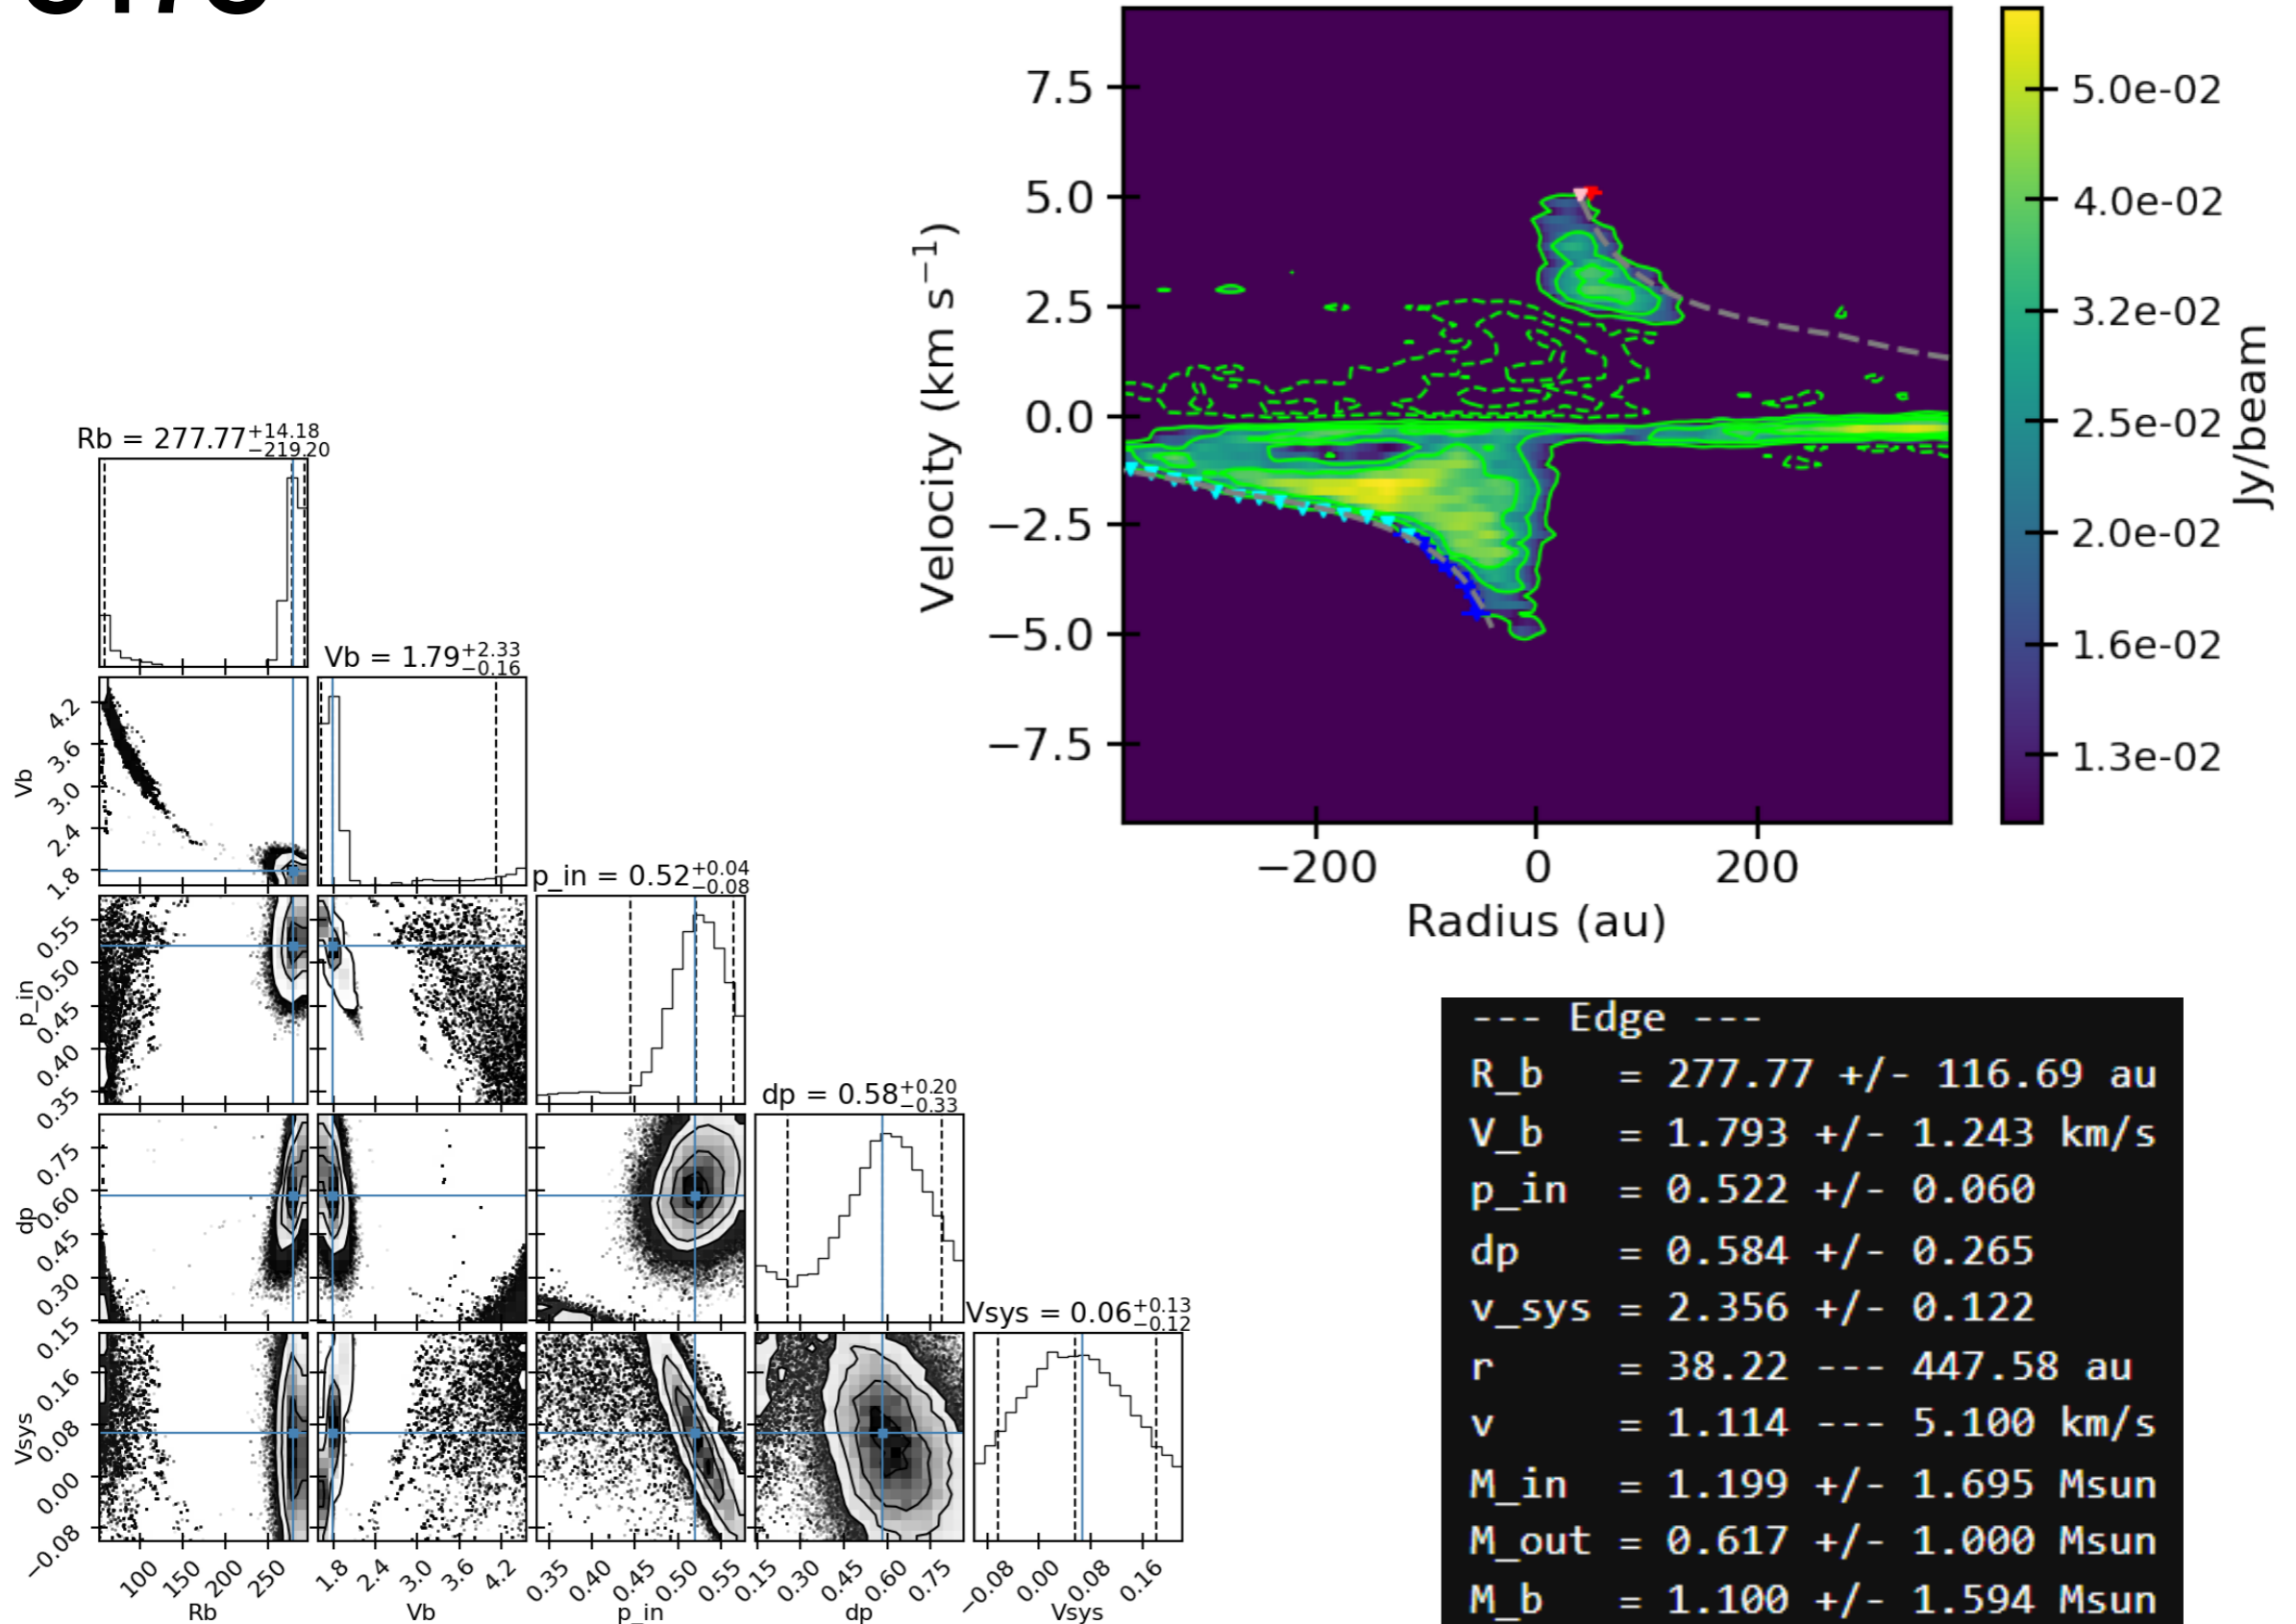 7.5
5.0
2.5
0.0
−2.5
−5.0
−7.5
Velocity (km s−1)
−200 0 200
Radius (au)
5.0e-02
4.0e-02
3.2e-02
2.5e-02
2.0e-02
1.6e-02
1.3e-02
Jy/beam
Rb = 277.77+14.18−219.20
Vb = 1.79+2.33−0.16
p_in = 0.52+0.04−0.08
dp = 0.58+0.20−0.33
Vsys = 0.06+0.13−0.12
4.2
3.6
3.0
2.4
1.8
Vb
0.55
0.50
0.45
0.40
0.35
p_in
0.75
0.60
0.45
0.30
0.15
dp
0.16
0.08
0.00
−0.08
Vsys
100 150 200 250
Rb
1.8 2.4 3.0 3.6 4.2
Vb
0.35 0.40 0.45 0.50 0.55
p_in
0.15 0.30 0.45 0.60 0.75
dp
−0.08 0.00 0.08 0.16
Vsys
--- Edge ---
R_b = 277.77 +/- 116.69 au
V_b = 1.793 +/- 1.243 km/s
p_in = 0.522 +/- 0.060
dp = 0.584 +/- 0.265
v_sys = 2.356 +/- 0.122
r = 38.22 --- 447.58 au
v = 1.114 --- 5.100 km/s
M_in = 1.199 +/- 1.695 Msun
M_out = 0.617 +/- 1.000 Msun
M_b = 1.100 +/- 1.594 Msun